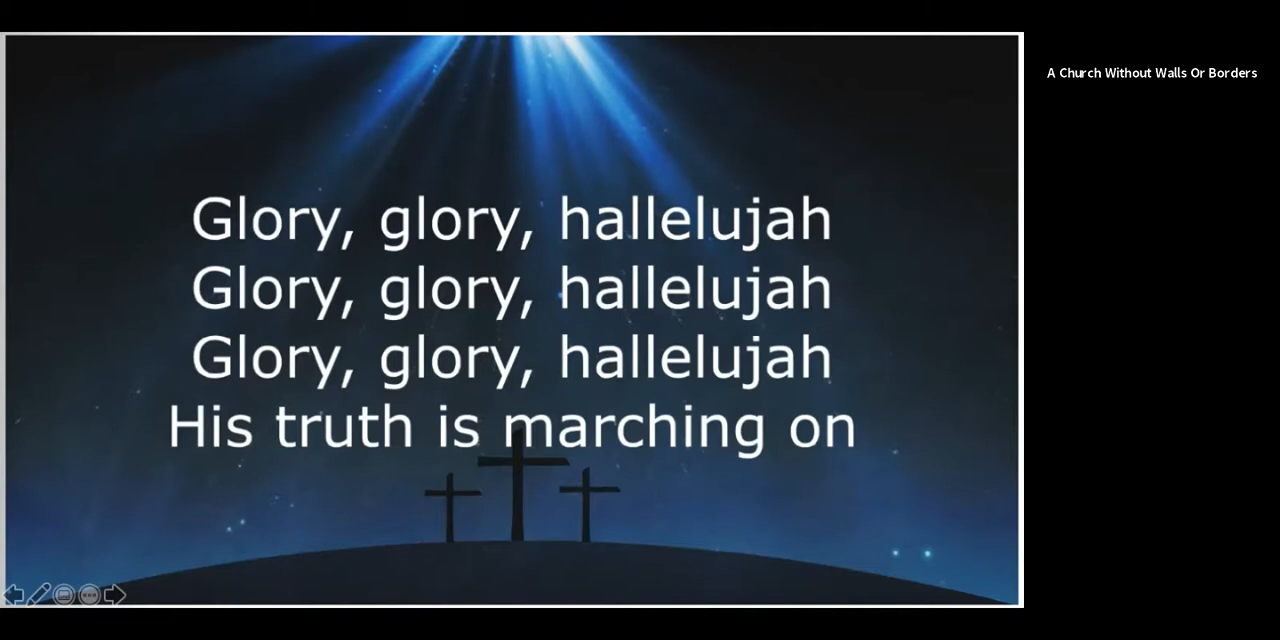 Glory, glory, hallelujah
Glory, glory, hallelujah
Glory, glory, hallelujah
His truth is marching on
A Church Without Walls Or Borders